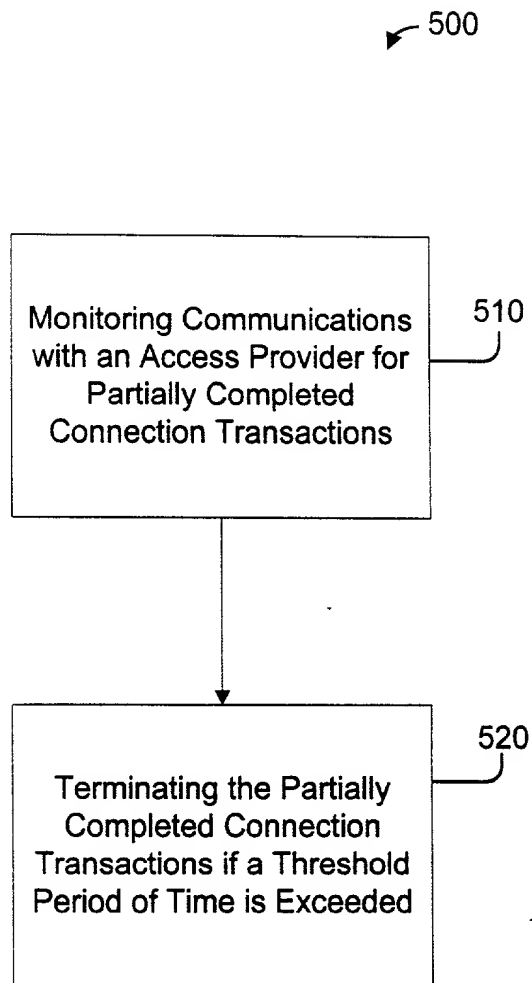 500
Monitoring Communications
with an Access Provider for
Partially Completed
Connection Transactions
510
Terminating the Partially
Completed Connection
Transactions if a Threshold
Period of Time is Exceeded
520